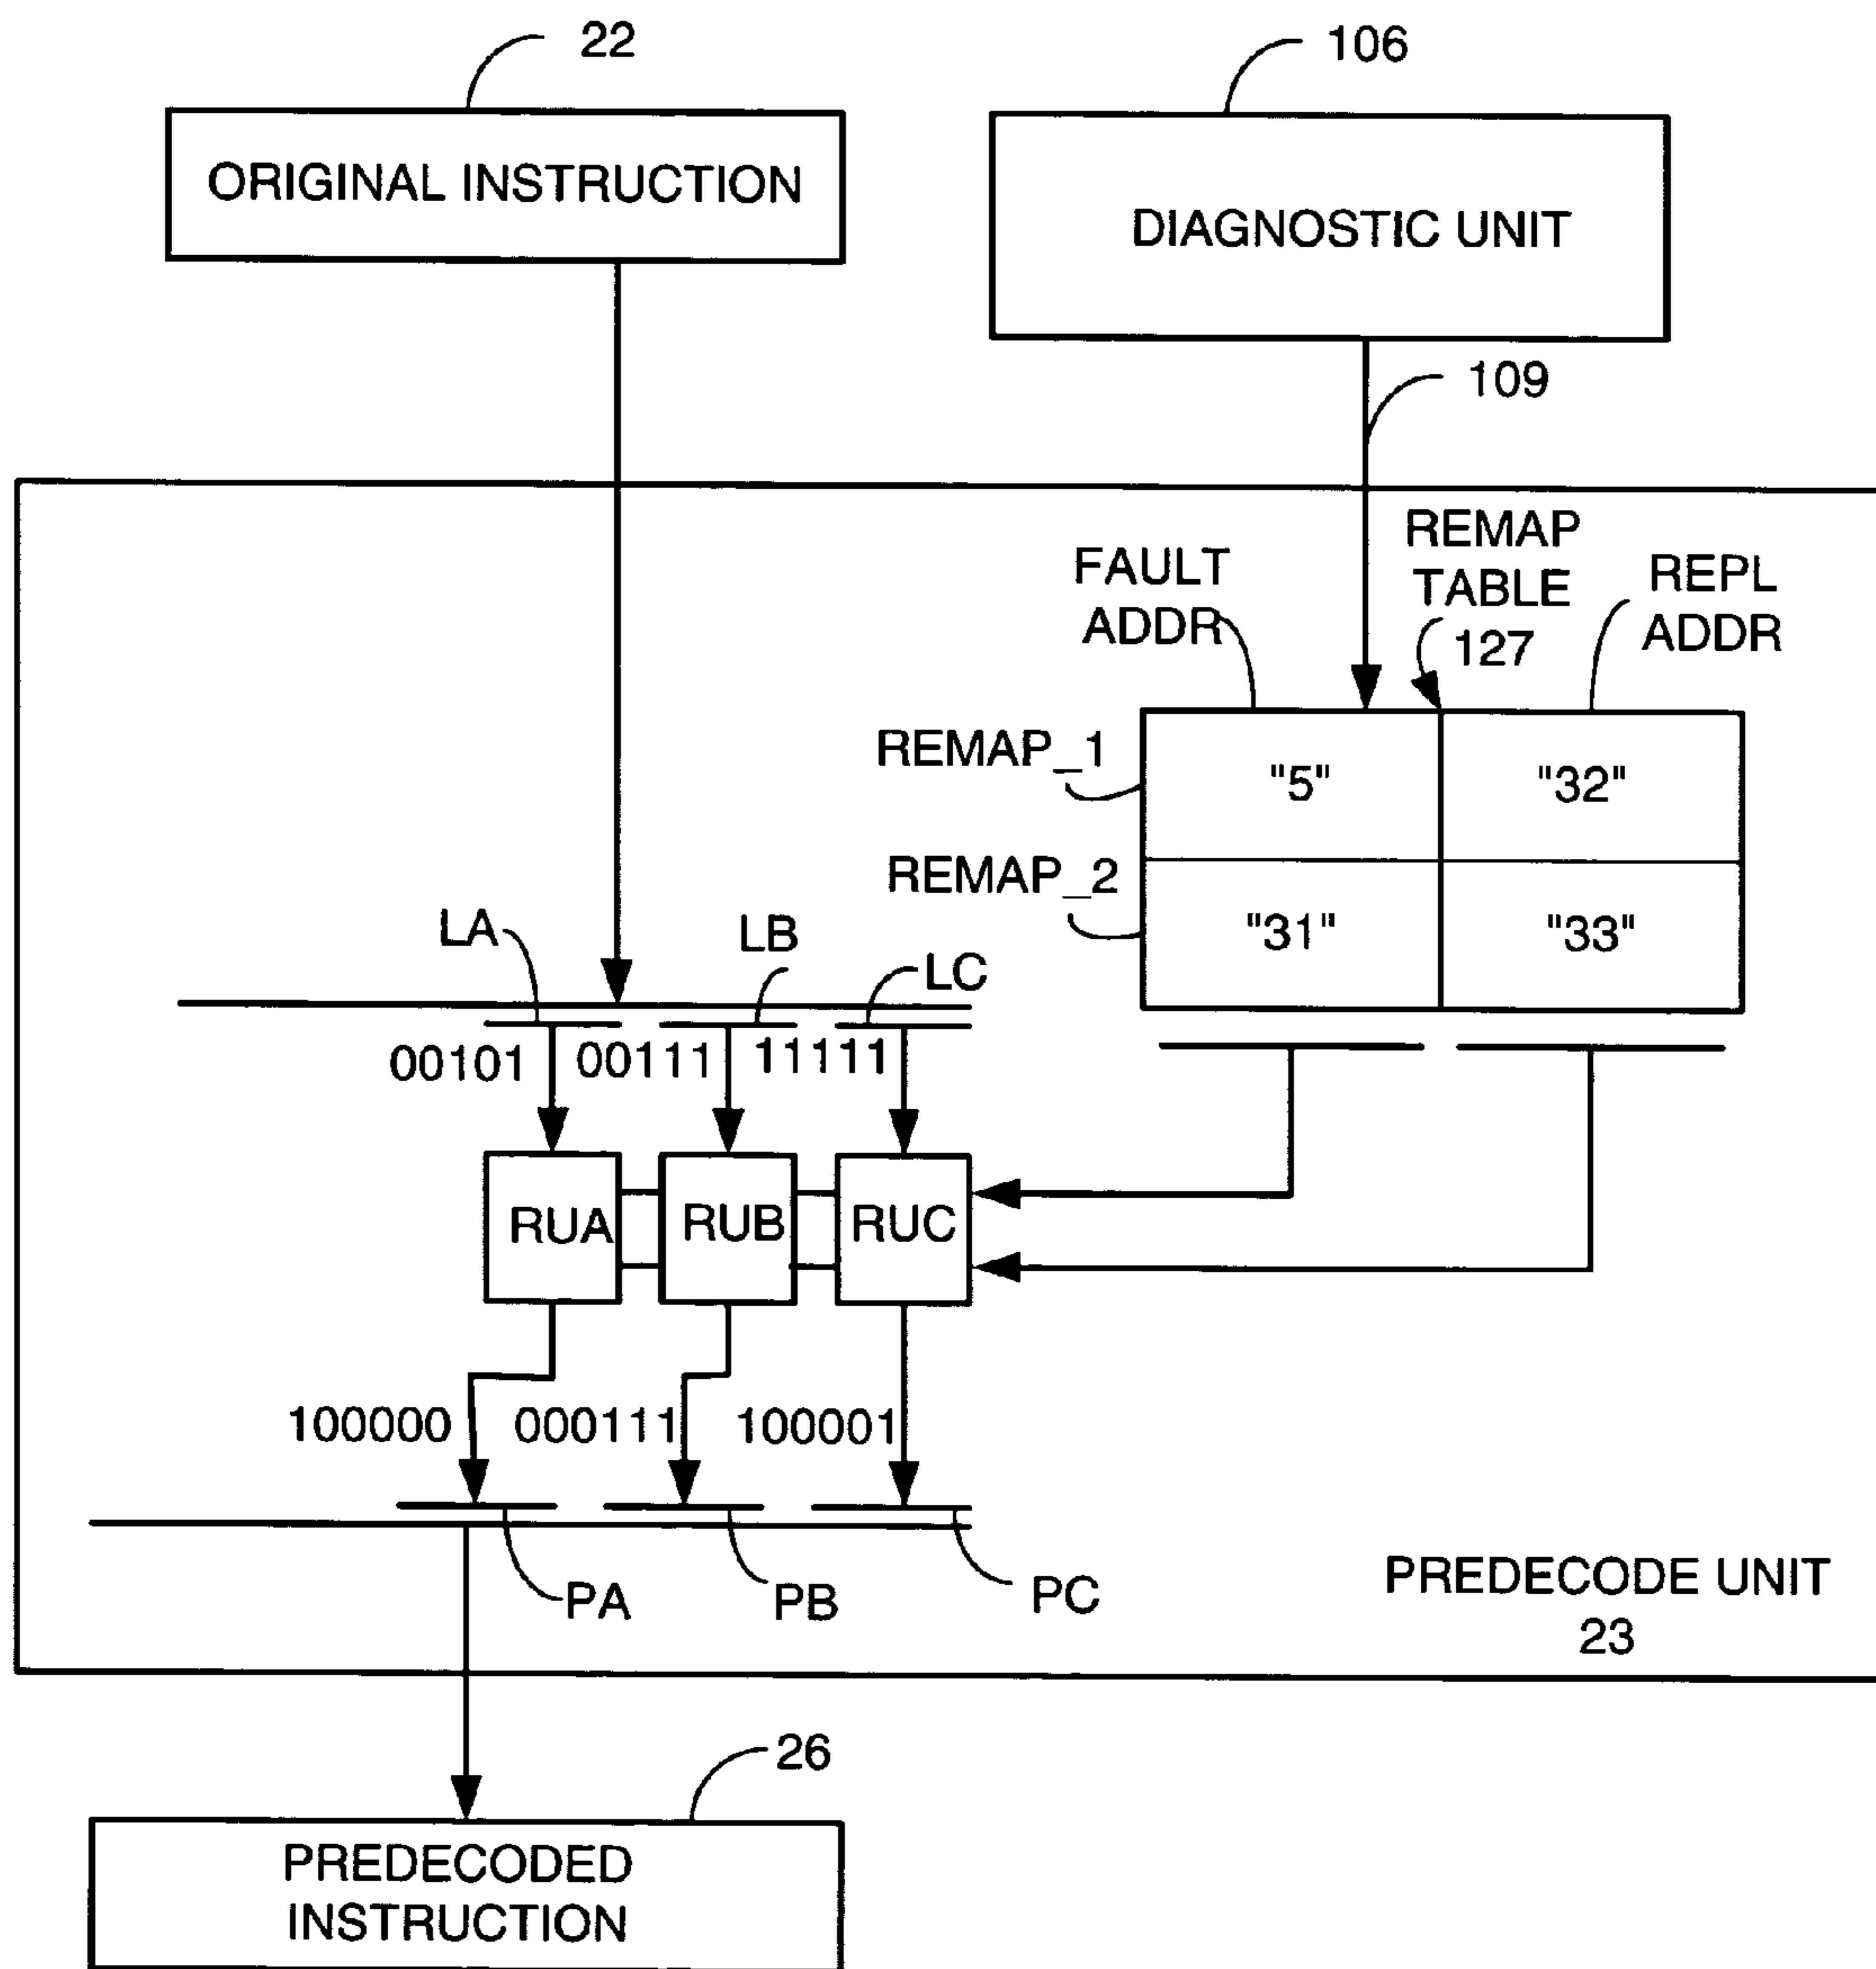 22
106
ORIGINAL INSTRUCTION
DIAGNOSTIC UNIT
109
FAULT
ADDR
REMAP
TABLE
127
REPL
ADDR
REMAP_1
"5"
"32"
REMAP_2
"31"
"33"
LA
LB
LC
00101
00111
11111
RUA
RUB
RUC
100000
000111
100001
PA
PB
PC
PREDECODE UNIT
23
26
PREDECODED
INSTRUCTION